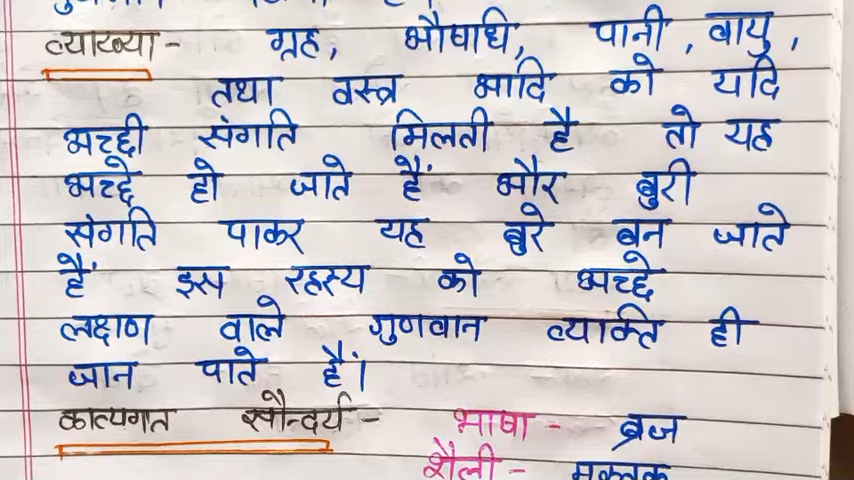 व्याख्या- ग्रह, औषधि, पानी, वायु,
तथा वस्त्र आदि को यदि
अच्छी संगति मिलती है तो यह
अच्छे हो जाते हैं और बुरी
संगति पाकर यह बुरे बन जाते
हैं इस रहस्य को अच्छे
लक्षण वाले गुणवान व्यक्ति ही
जान पाते हैं।
काव्यगत सौन्दर्य- भाषा- ब्रज
शैली- मुक्तक